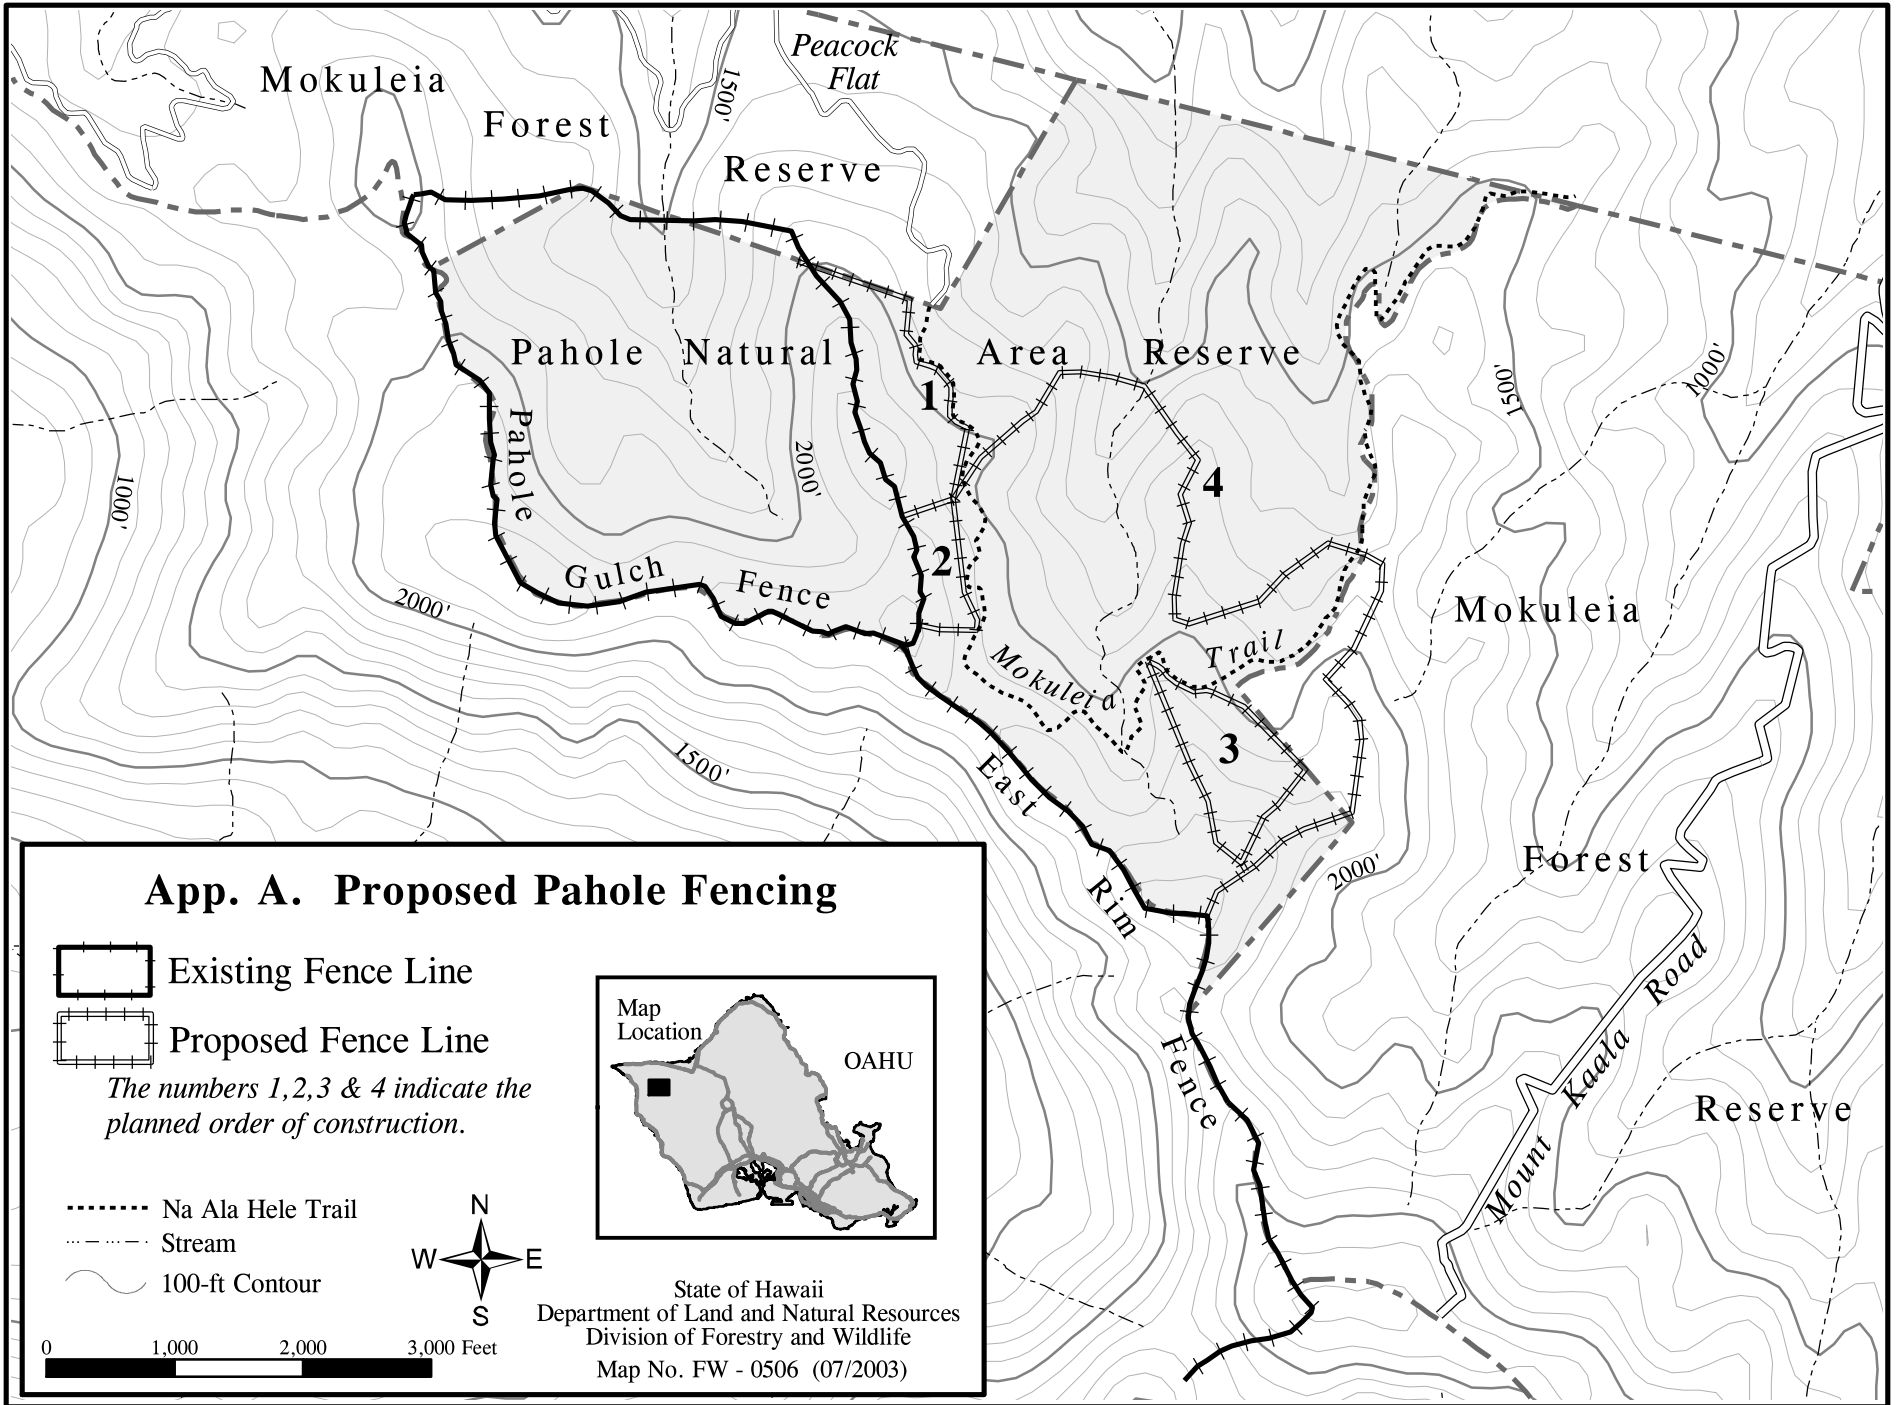 Peacock
Flat
Mokuleia
Forest
Reserve
1500'
Pahole Natural Area Reserve
1
Pahole
Gulch
Fence
2000'
1000'
2
4
1500'
1000'
Mokuleia
2000'
Mokuleia
Trail
3
1500'
East
Rim
Fence
2000'
Forest
Reserve
Mount
Kaala
Road
App. A. Proposed Pahole Fencing
Existing Fence Line
Proposed Fence Line
The numbers 1,2,3 & 4 indicate the
planned order of construction.
Na Ala Hele Trail
Stream
100-ft Contour
N
W E
S
0 1,000 2,000 3,000 Feet
Map
Location
OAHU
State of Hawaii
Department of Land and Natural Resources
Division of Forestry and Wildlife
Map No. FW - 0506 (07/2003)